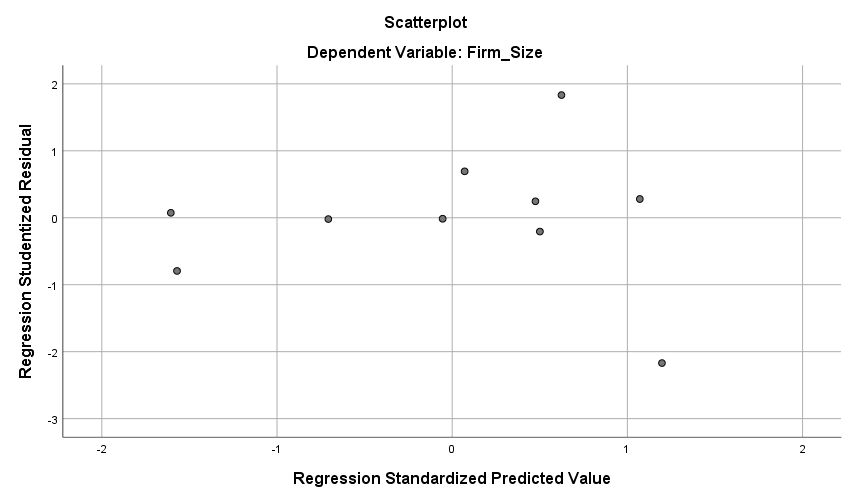 Scatterplot
Dependent Variable: Firm_Size
Regression Studentized Residual
2
1
0
-1
-2
-3
-2
-1
0
1
2
Regression Standardized Predicted Value